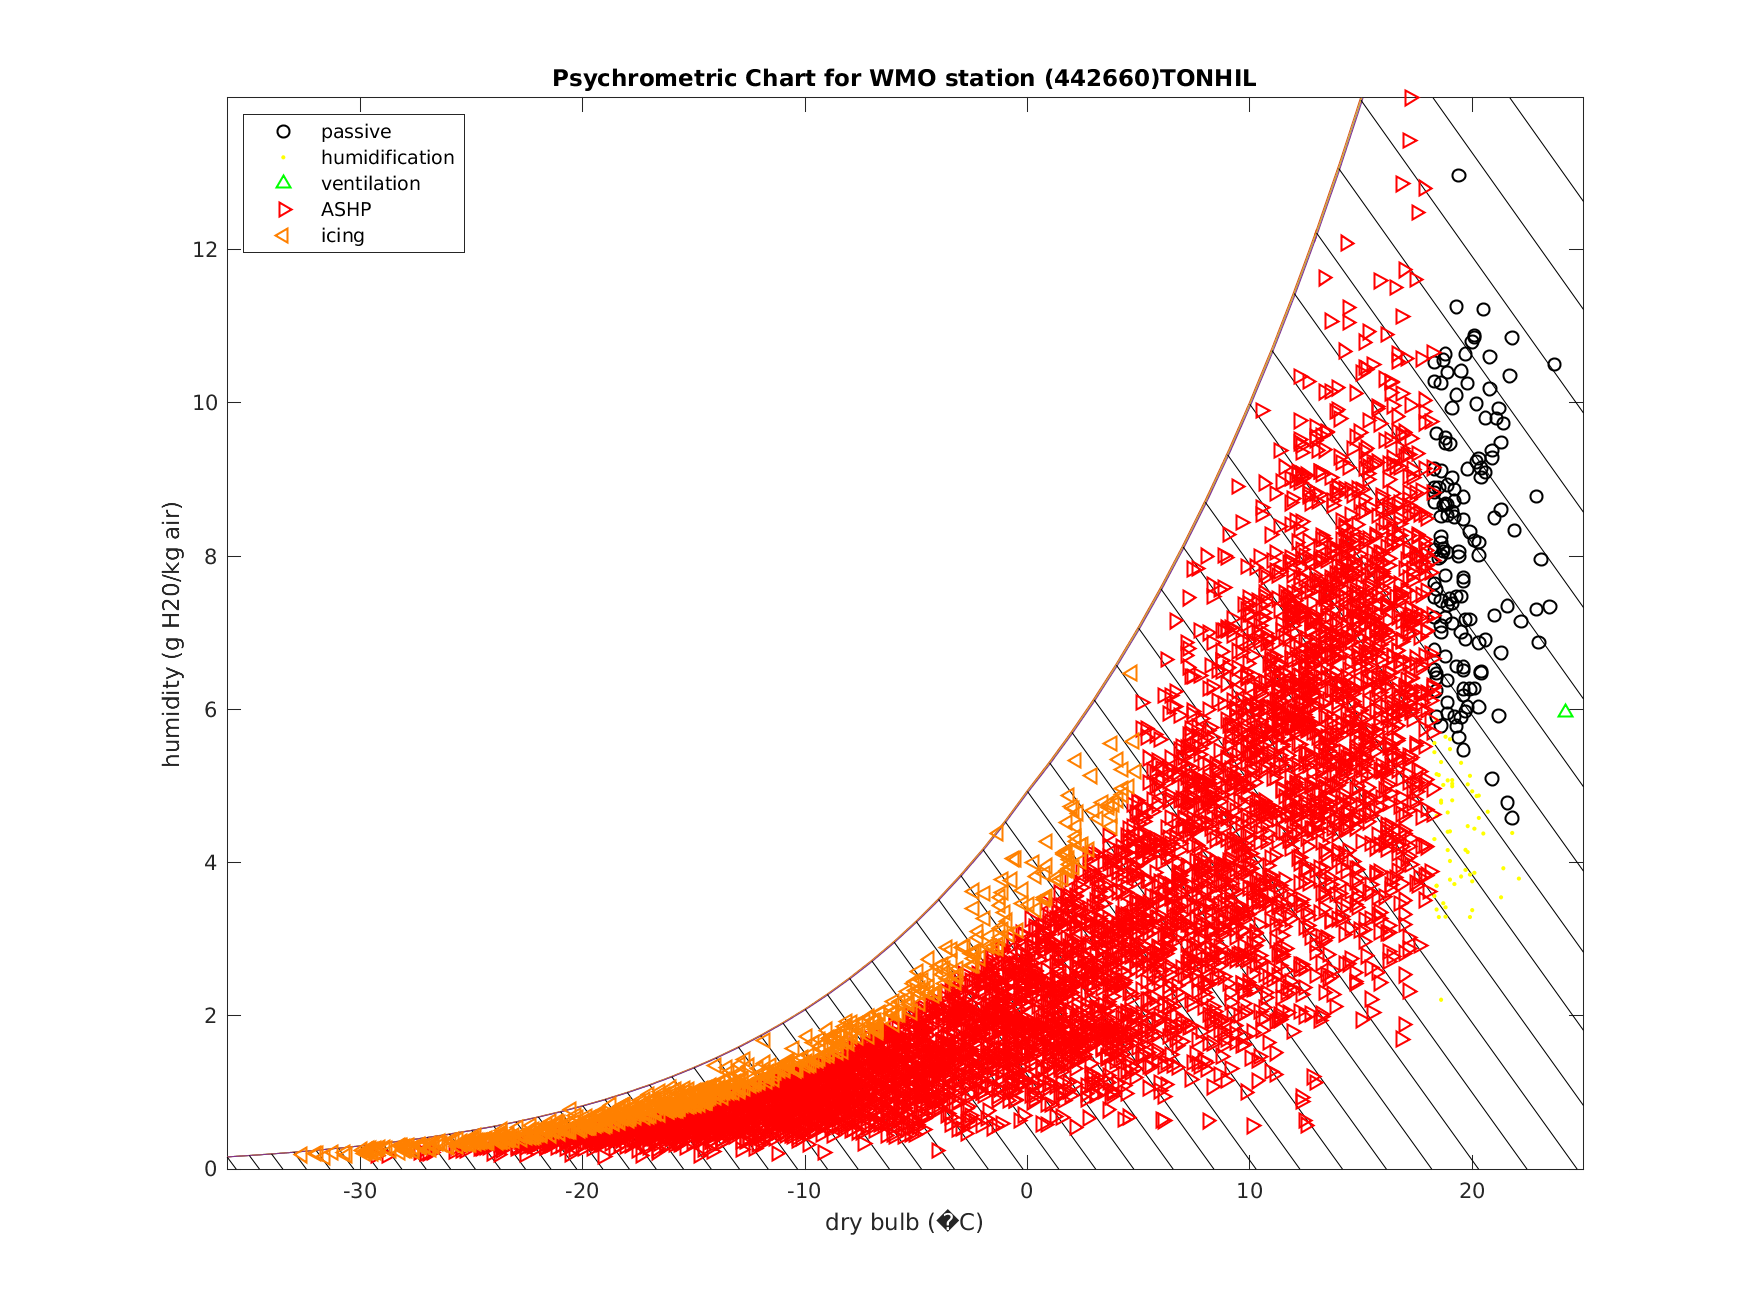 Psychrometric Chart for WMO station (442660)TONHIL
passive
humidification
ventilation
ASHP
icing
humidity (g H20/kg air)
12
10
8
6
4
2
0
-30 -20 -10 0 10 20
dry bulb (�C)